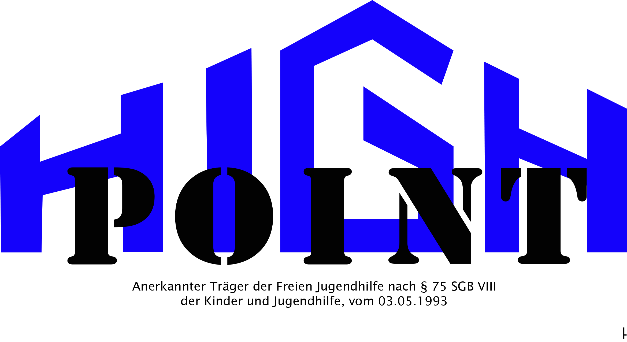 HIGH
POINT
Anerkannter Träger der Freien Jugendhilfe nach § 75 SGB VIII
der Kinder und Jugendhilfe, vom 03.05.1993